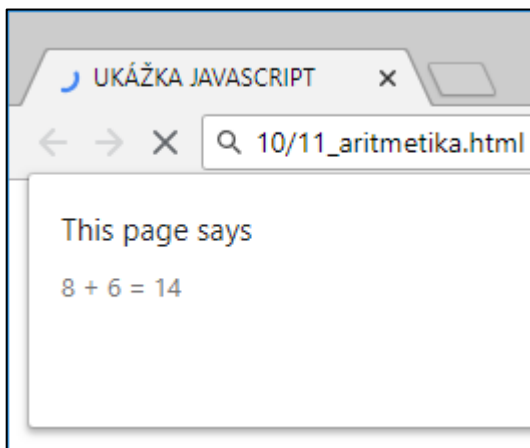 UKÁŽKA JAVASCRIPT
10/11_aritmetika.html
This page says
8 + 6 = 14